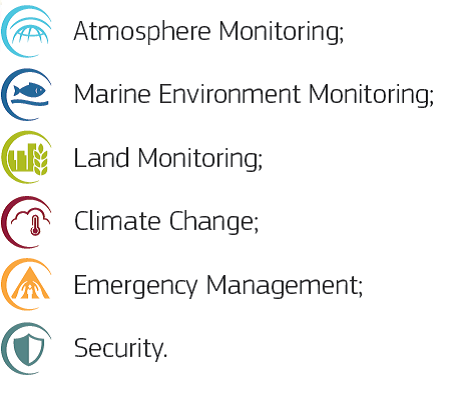 Atmosphere Monitoring;
Marine Environment Monitoring;
Land Monitoring;
Climate Change;
Emergency Management;
Security.